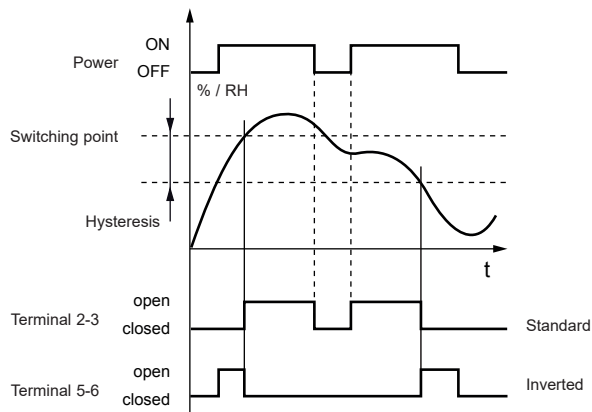 ON
Power
OFF
% / RH
Switching point
Hysteresis
t
open
Terminal 2-3
closed
Standard
open
Terminal 5-6
Inverted
closed